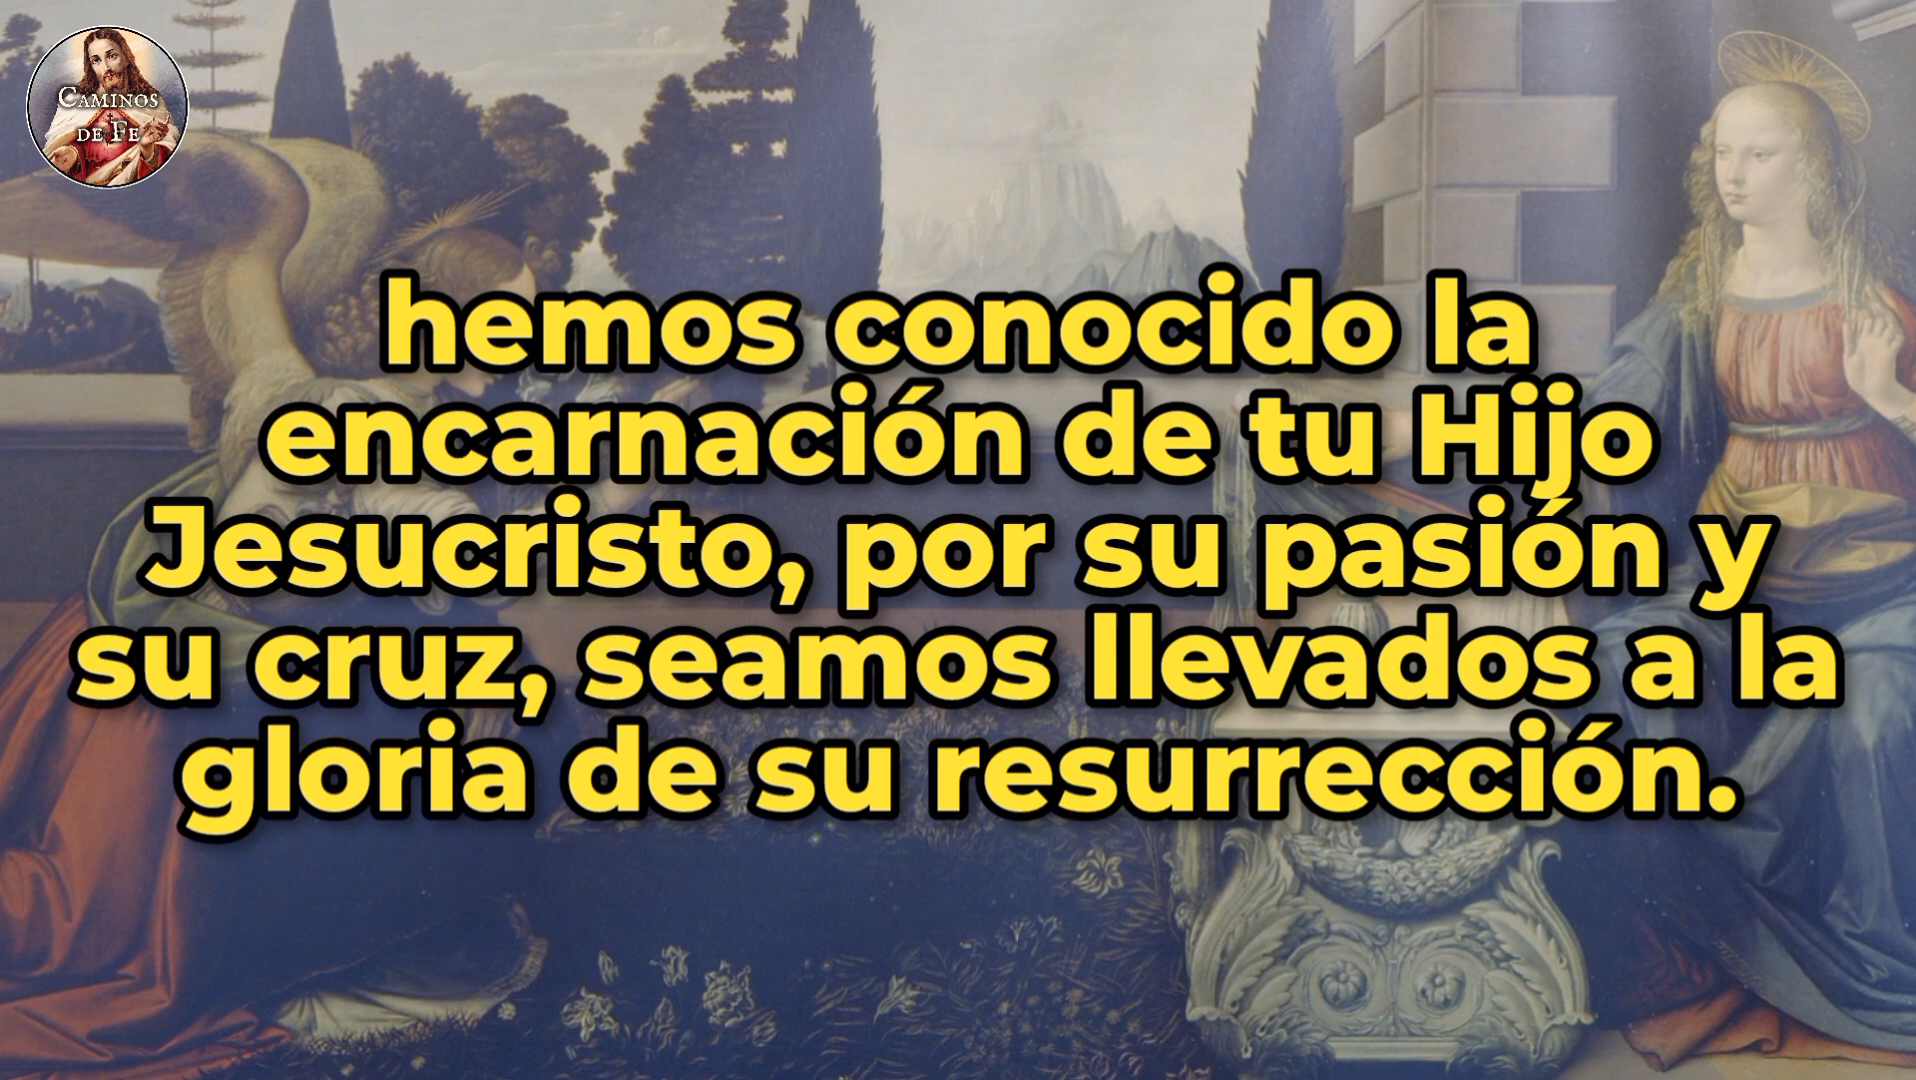 CAMINOS
DE FE
hemos conocido la
encarnación de tu Hijo
Jesucristo, por su pasión y
su cruz, seamos llevados a la
gloria de su resurrección.